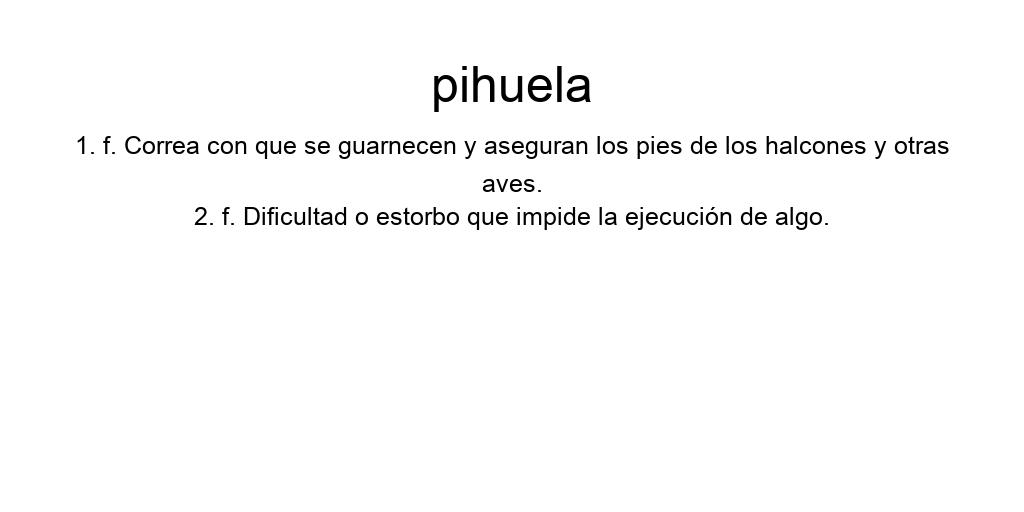 pihuela
1. f. Correa con que se guarnecen y aseguran los pies de los halcones y otras
aves.
2. f. Dificultad o estorbo que impide la ejecución de algo.